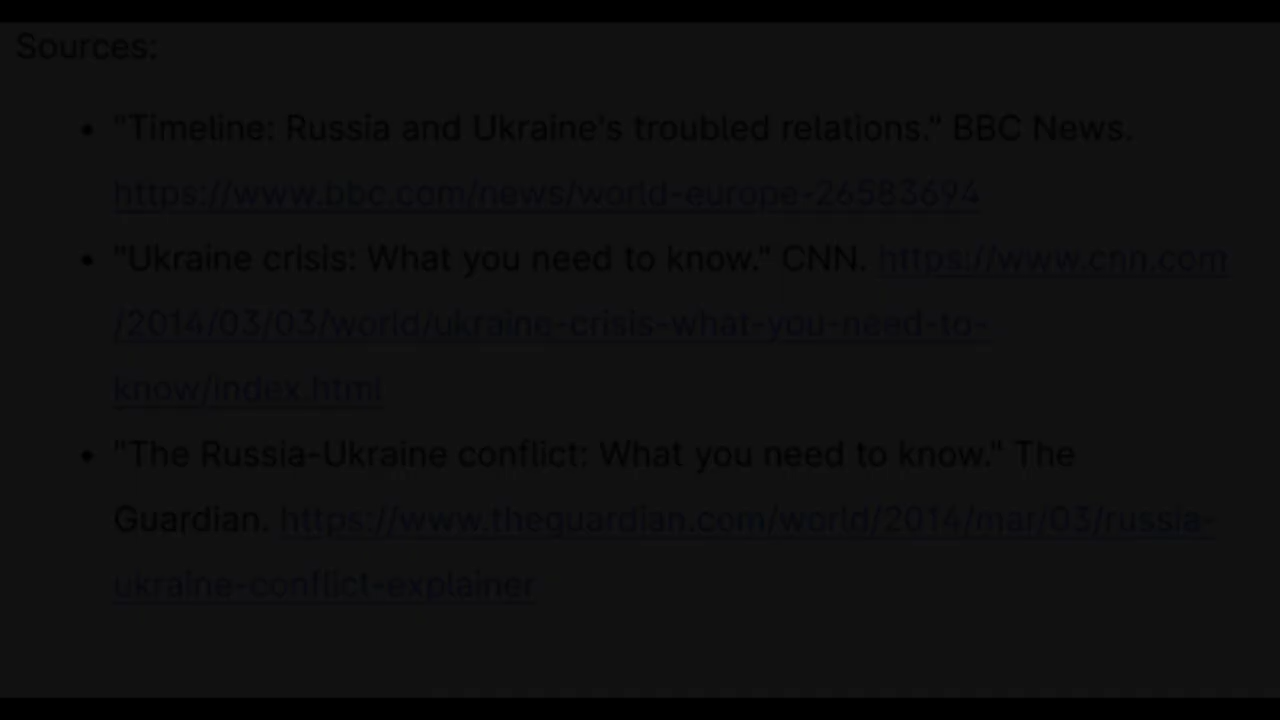 Sources:
• "Timeline: Russia and Ukraine's troubled relations." BBC News.
https://www.bbc.com/news/world-europe-26583694
• "Ukraine crisis: What you need to know." CNN. https://www.cnn.com
/2014/03/03/world/ukraine-crisis-what-you-need-to-
know/index.html
• "The Russia-Ukraine conflict: What you need to know." The
Guardian. https://www.theguardian.com/world/2014/mar/03/russia-
ukraine-conflict-explainer